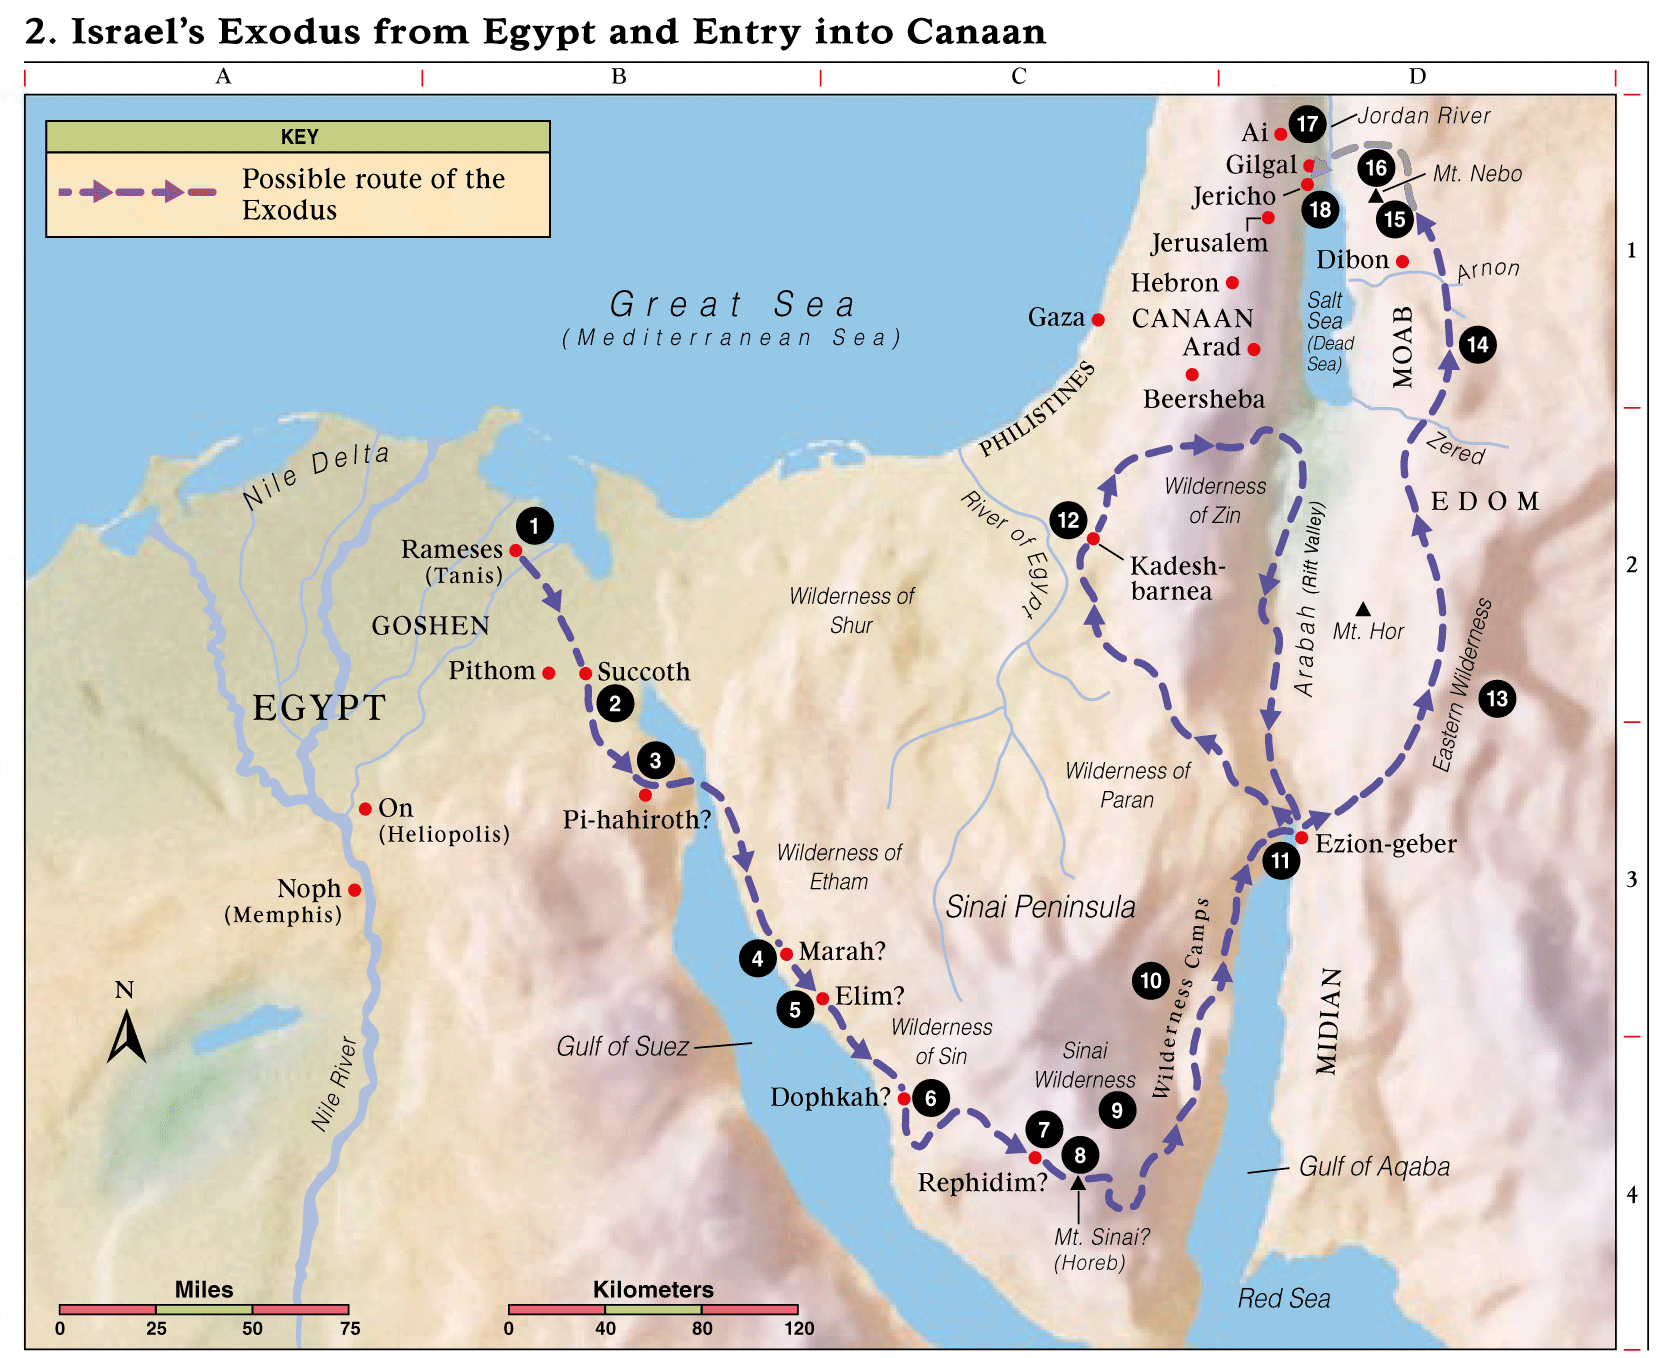 2. Israel's Exodus from Egypt and Entry into Canaan
A
B
C
D
KEY
Possible route of the
Exodus
17
Jordan River
Ai
Gilgal
16
Mt. Nebo
Jericho
18
15
Jerusalem
Dibon
1
Arnon
Hebron
Great Sea
(Mediterranean Sea)
Salt
Sea
(Dead
Sea)
Gaza
CANAAN
MOAB
14
Arad
Beersheba
PHILISTINES
Nile Delta
Zered
Wilderness
of Zin
EDOM
1
12
River of Egypt
Rameses
(Tanis)
Kadesh-
barnea
2
Arabah (Rift Valley)
Wilderness of
Shur
GOSHEN
Mt. Hor
Pithom
Succoth
2
Eastern Wilderness
13
EGYPT
3
Wilderness of
Paran
On
(Heliopolis)
Pi-hahiroth?
Ezion-geber
11
Wilderness of
Etham
3
Noph
(Memphis)
Sinai Peninsula
4
Marah?
10
Wilderness Camps
N
5
Elim?
MIDIAN
Wilderness
of Sin
Gulf of Suez
Sinai
Wilderness
Nile River
Dophkah?
6
9
7
8
Rephidim?
Gulf of Aqaba
4
Mt. Sinai?
(Horeb)
Red Sea
Miles
0 25 50 75
Kilometers
0 40 80 120